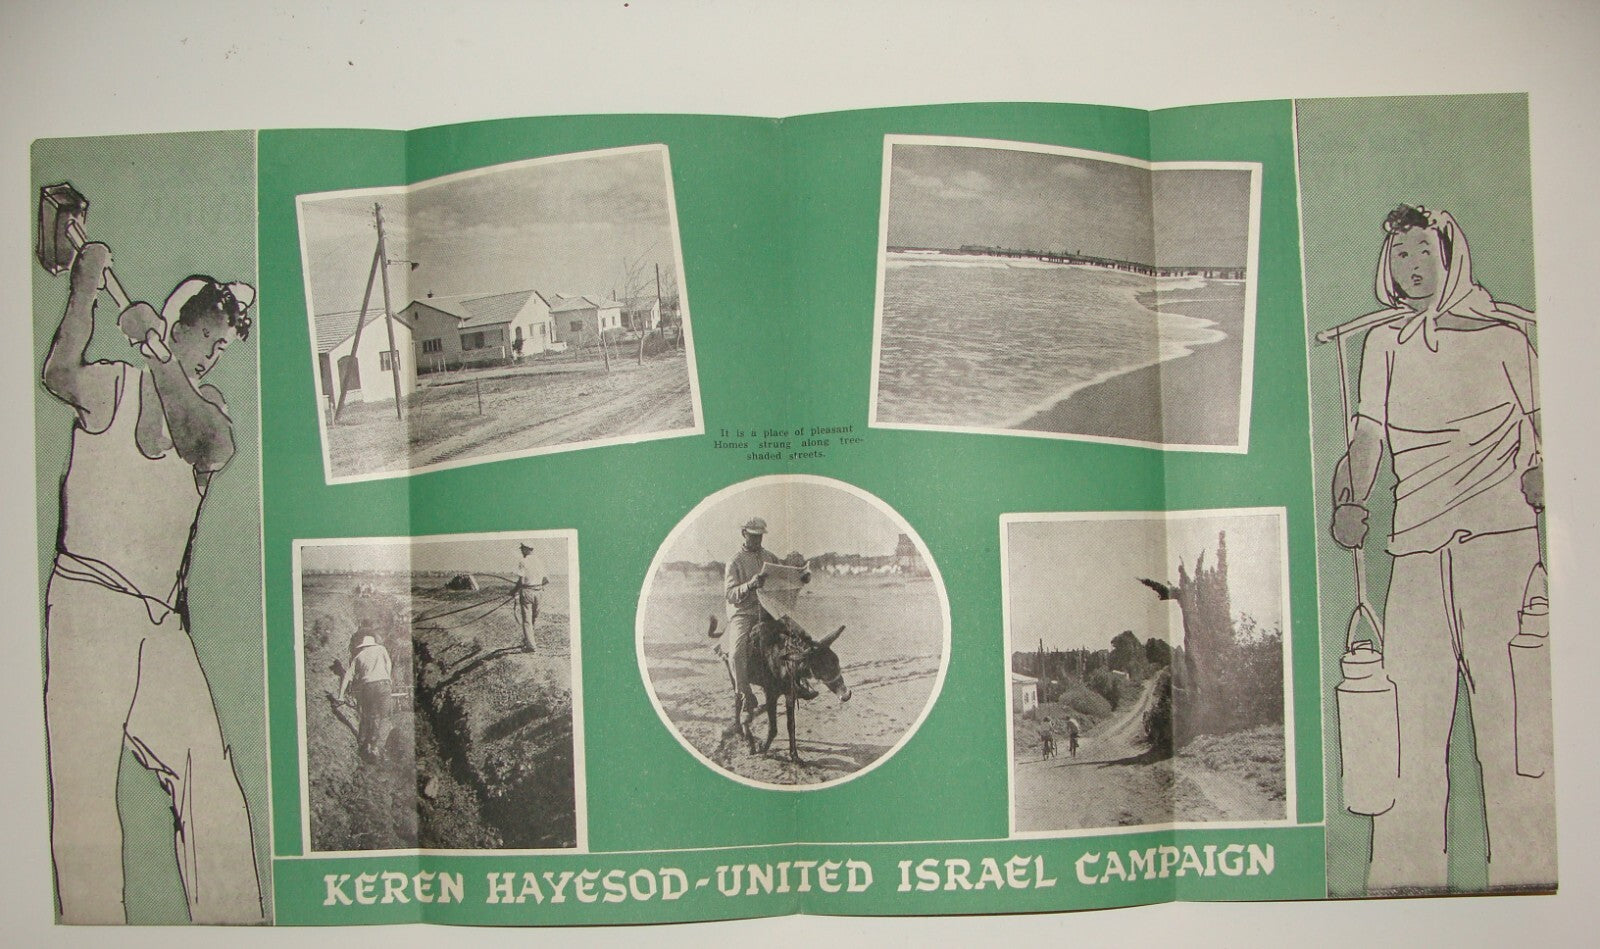 It is a place of pleasant
Homes strung along tree-
shaded streets.
KEREN HAYESOD-UNITED ISRAEL CAMPAIGN